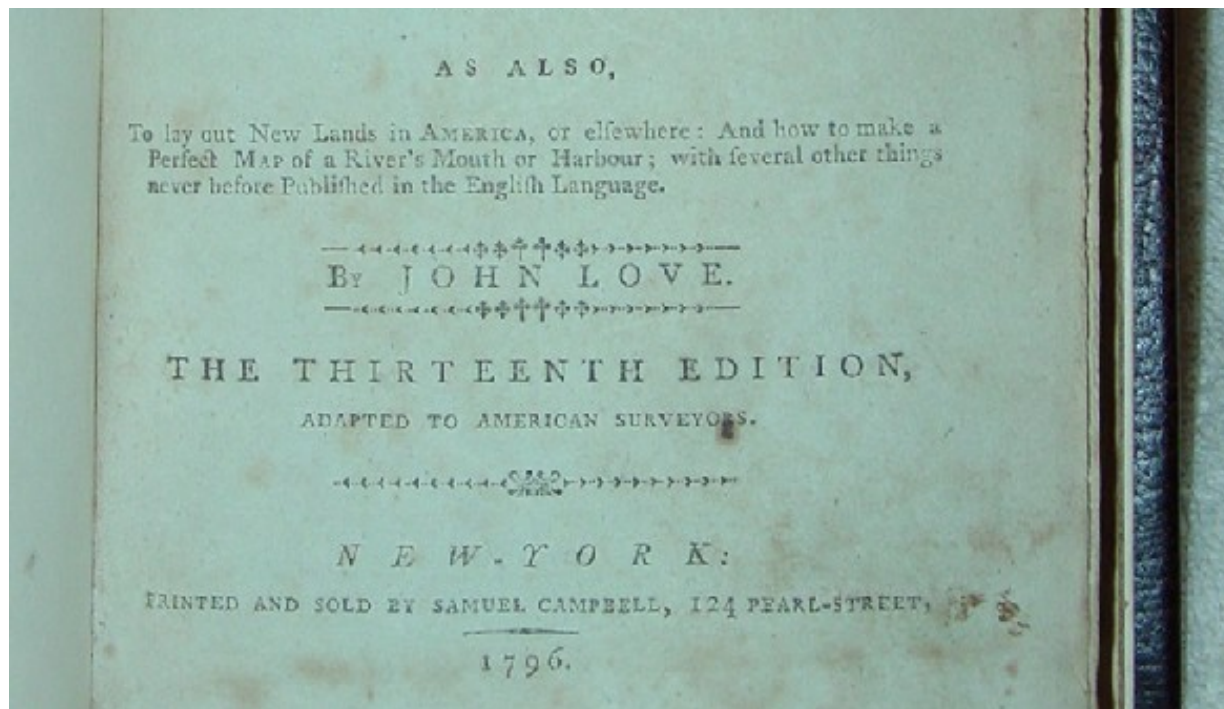 AS ALSO,
To lay out New Lands in AMERICA, or elſewhere: And how to make a
Perfect MAP of a River's Mouth or Harbour; with ſeveral other things
never before Publiſhed in the Engliſh Language.
By JOHN LOVE.
THE THIRTEENTH EDITION,
ADAPTED TO AMERICAN SURVEYORS.
NEW-YORK:
PRINTED AND SOLD BY SAMUEL CAMPBELL, 124 PEARL-STREET,
1796.